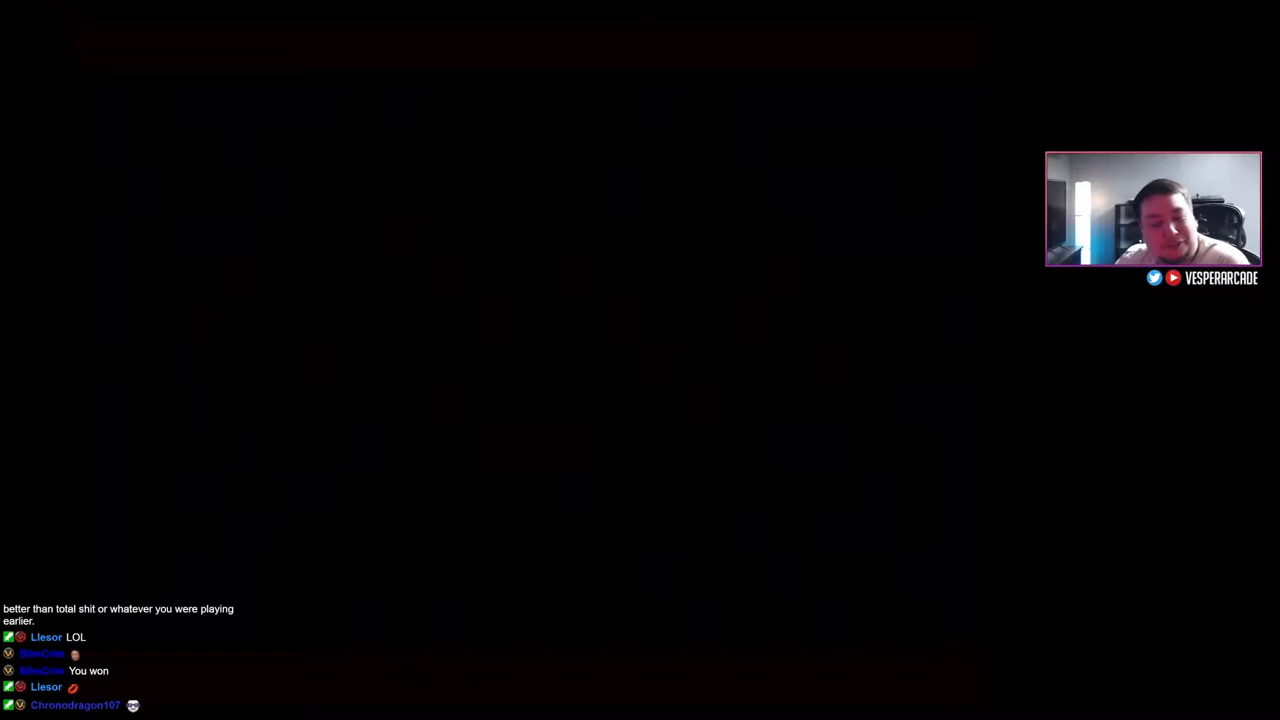 VESPERARCADE
better than total shit or whatever you were playing
earlier.
Llesor LOL
You won
Llesor
Chronodragon107